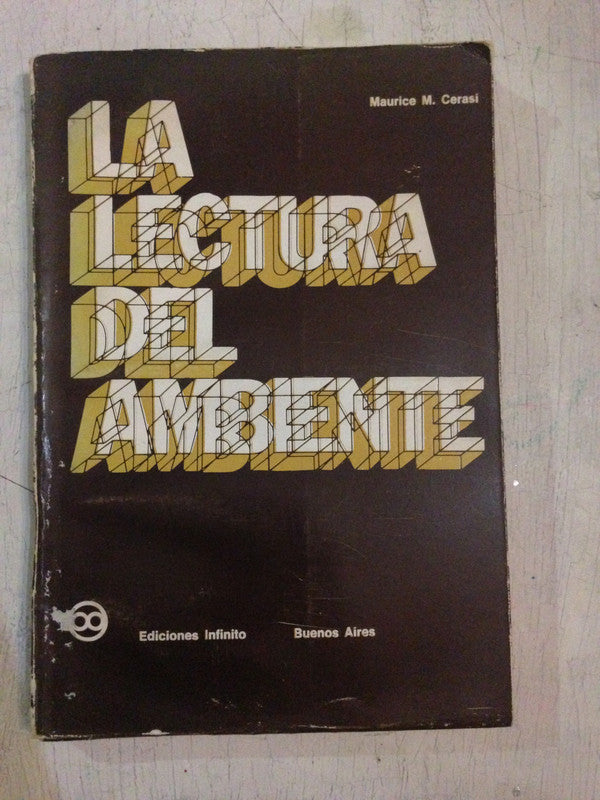 Maurice M. Cerasi
LA
LECTURA
DEL
AMBIENTE
Ediciones Infinito Buenos Aires